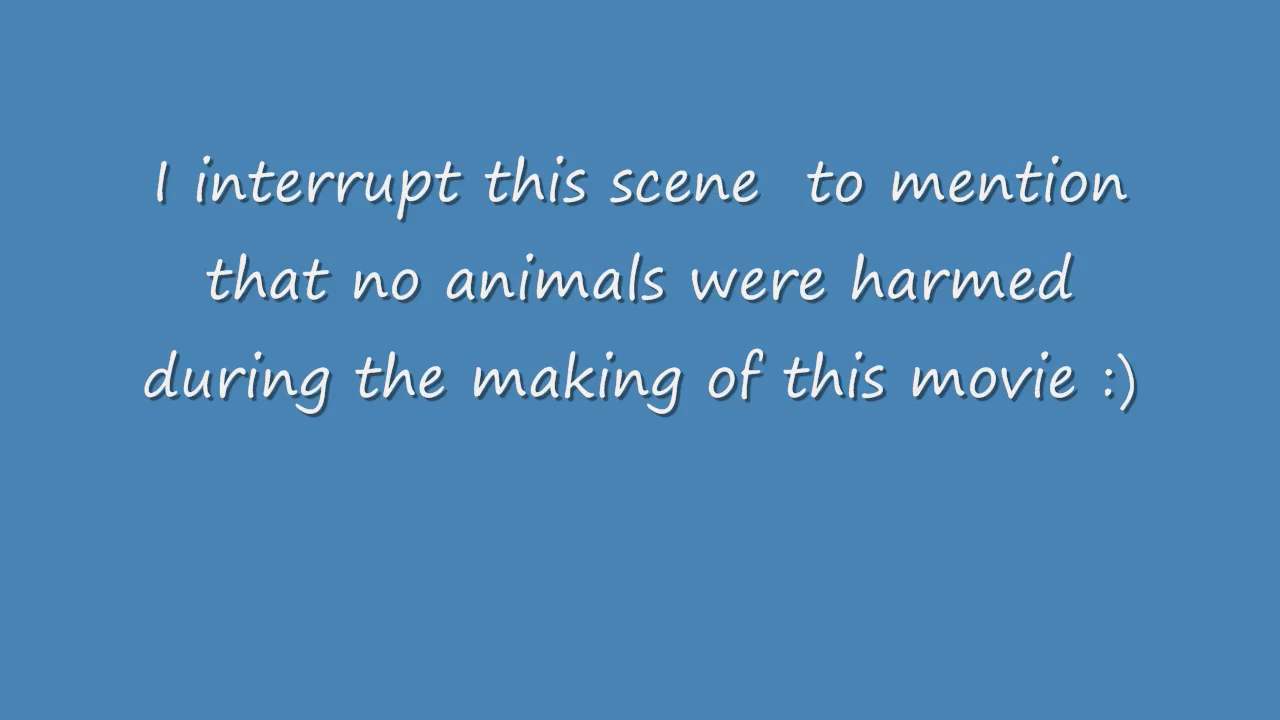 I interrupt this scene  to mention
that no animals were harmed
during the making of this movie :)